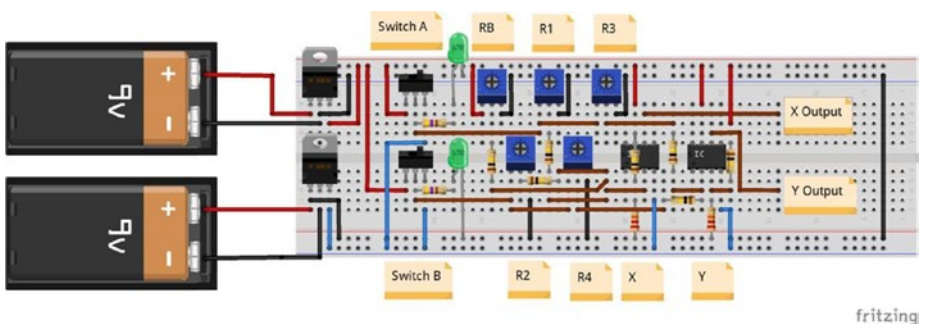 Switch A
RB
R1
R3
9V
X Output
IC
9V
Y Output
Switch B
R2
R4
X
Y
fritzing